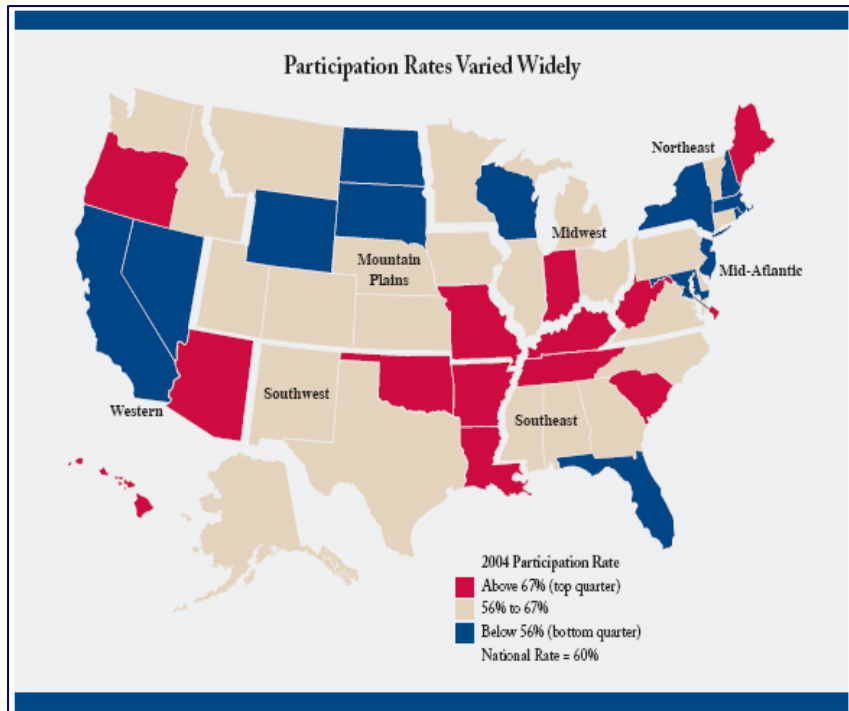 Participation Rates Varied Widely
Northeast
Midwest
Mountain
Plains
Mid-Atlantic
Southwest
Western
Southeast
2004 Participation Rate
Above 67% (top quarter)
56% to 67%
Below 56% (bottom quarter)
National Rate = 60%